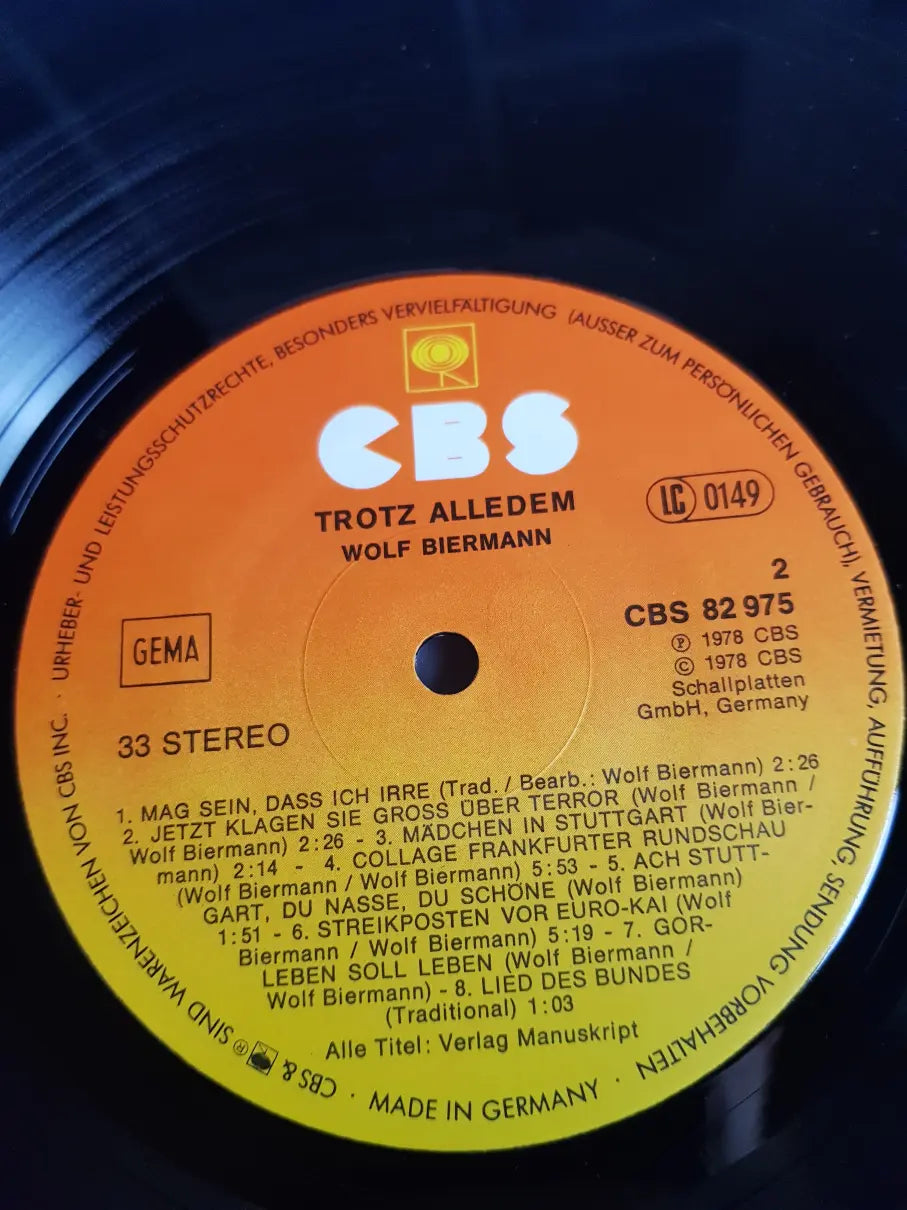 URHEBER- UND LEISTUNGSSCHUTZRECHTE, BESONDERS VERVIELFÄLTIGUNG (AUSSER ZUM PERSÖNLICHEN GEBRAUCH), VERMIETUNG, AUFFÜHRUNG, SENDUNG VORBEHALTEN
CBS
TROTZ ALLEDEM
WOLF BIERMANN
LC 0149
2
CBS 82 975
℗ 1978 CBS
© 1978 CBS
Schallplatten
GmbH, Germany
GEMA
33 STEREO
1. MAG SEIN, DASS ICH IRRE (Trad. / Bearb.: Wolf Biermann) 2:26
2. JETZT KLAGEN SIE GROSS ÜBER TERROR (Wolf Biermann /
Wolf Biermann) 2:26 - 3. MÄDCHEN IN STUTTGART (Wolf Bier-
mann) 2:14 - 4. COLLAGE FRANKFURTER RUNDSCHAU
(Wolf Biermann / Wolf Biermann) 5:53 - 5. ACH STUTT-
GART, DU NASSE, DU SCHÖNE (Wolf Biermann)
1:51 - 6. STREIKPOSTEN VOR EURO-KAI (Wolf
Biermann / Wolf Biermann) 5:19 - 7. GOR-
LEBEN SOLL LEBEN (Wolf Biermann /
Wolf Biermann) - 8. LIED DES BUNDES
(Traditional) 1:03
Alle Titel: Verlag Manuskript
· MADE IN GERMANY ·
CBS & ® SIND WARENZEICHEN VON CBS INC. ·